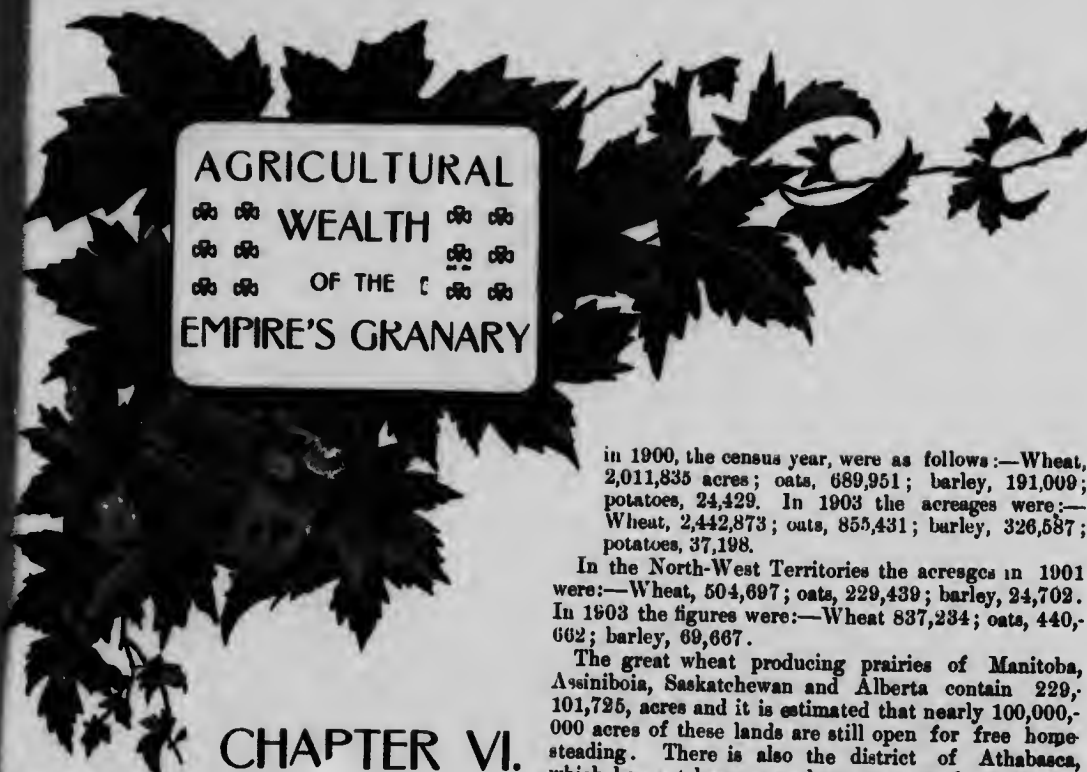 AGRICULTURAL
WEALTH
OF THE
EMPIRE'S GRANARY
CHAPTER VI.
in 1900, the census year, were as follows:—Wheat,
2,011,835 acres; oats, 689,951; barley, 191,009;
potatoes, 24,429. In 1903 the acreages were:—
Wheat, 2,442,873; oats, 855,431; barley, 326,587;
potatoes, 37,198.
In the North-West Territories the acreages in 1901
were:—Wheat, 504,697; oats, 229,439; barley, 24,702.
In 1903 the figures were:—Wheat 837,234; oats, 440,-
662; barley, 69,667.
The great wheat producing prairies of Manitoba,
Assiniboia, Saskatchewan and Alberta contain 229,-
101,725, acres and it is estimated that nearly 100,000,-
000 acres of these lands are still open for free home-
steading. There is also the district of Athabasca,